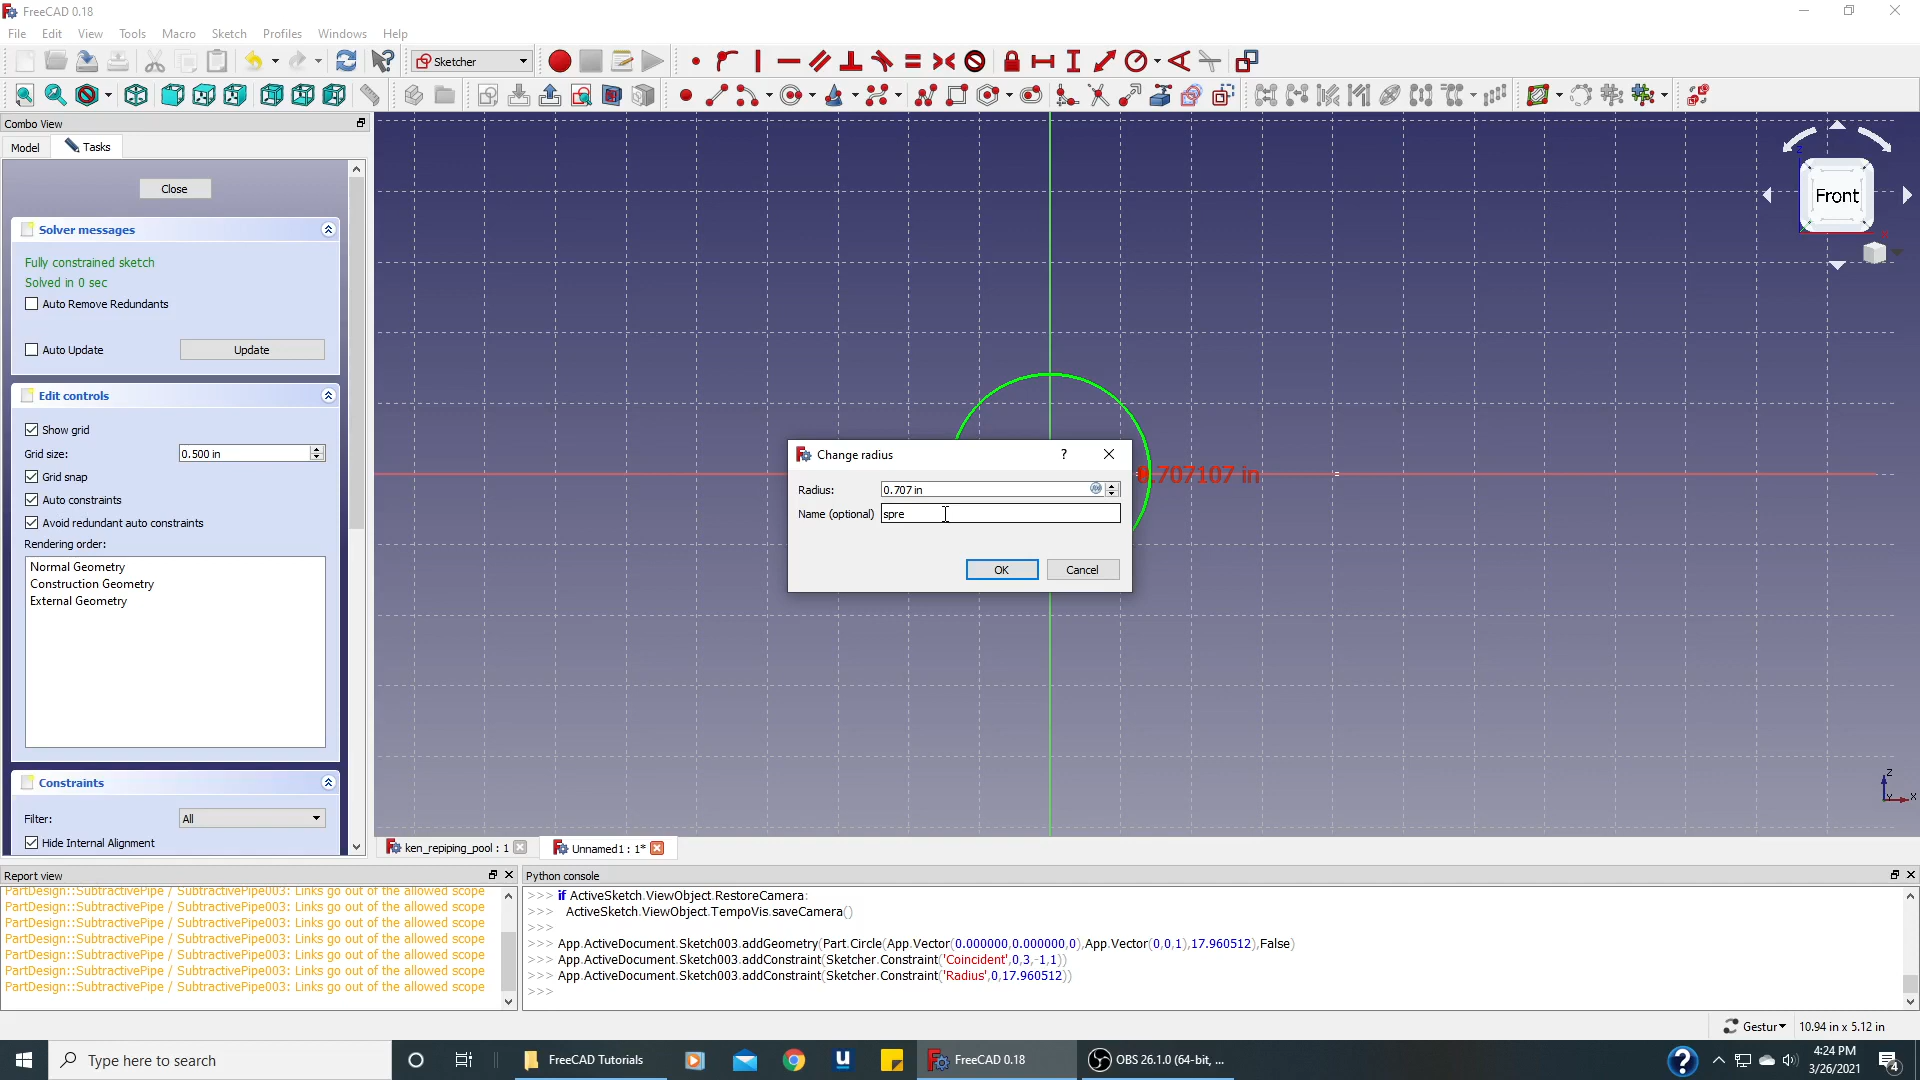 FreeCAD 0.18
File Edit View Tools Macro Sketch Profiles Windows Help
Sketcher
Combo View
Model Tasks
Close
Solver messages
Fully constrained sketch
Solved in 0 sec
Auto Remove Redundants
Auto Update Update
Edit controls
Show grid
Grid size: 0.500 in
Grid snap
Auto constraints
Avoid redundant auto constraints
Rendering order:
Normal Geometry
Construction Geometry
External Geometry
Constraints
Filter: All
Hide Internal Alignment
Front
0.707107 in
Change radius ?
Radius: 0.707 in
Name (optional) spre
OK Cancel
Z
X
ken_repiping_pool : 1
Unnamed1 : 1*
Report view
PartDesign::SubtractivePipe / SubtractivePipe003: Links go out of the allowed scope
PartDesign::SubtractivePipe / SubtractivePipe003: Links go out of the allowed scope
PartDesign::SubtractivePipe / SubtractivePipe003: Links go out of the allowed scope
PartDesign::SubtractivePipe / SubtractivePipe003: Links go out of the allowed scope
PartDesign::SubtractivePipe / SubtractivePipe003: Links go out of the allowed scope
PartDesign::SubtractivePipe / SubtractivePipe003: Links go out of the allowed scope
PartDesign::SubtractivePipe / SubtractivePipe003: Links go out of the allowed scope
Python console
>>> if ActiveSketch.ViewObject.RestoreCamera:
>>> ActiveSketch.ViewObject.TempoVis.saveCamera()
>>>
>>> App.ActiveDocument.Sketch003.addGeometry(Part.Circle(App.Vector(0.000000,0.000000,0),App.Vector(0,0,1),17.960512),False)
>>> App.ActiveDocument.Sketch003.addConstraint(Sketcher.Constraint('Coincident',0,3,-1,1))
>>> App.ActiveDocument.Sketch003.addConstraint(Sketcher.Constraint('Radius',0,17.960512))
>>>
Gestur 10.94 in x 5.12 in
Type here to search
FreeCAD Tutorials
FreeCAD 0.18
OBS 26.1.0 (64-bit, ...
4:24 PM
3/26/2021
4